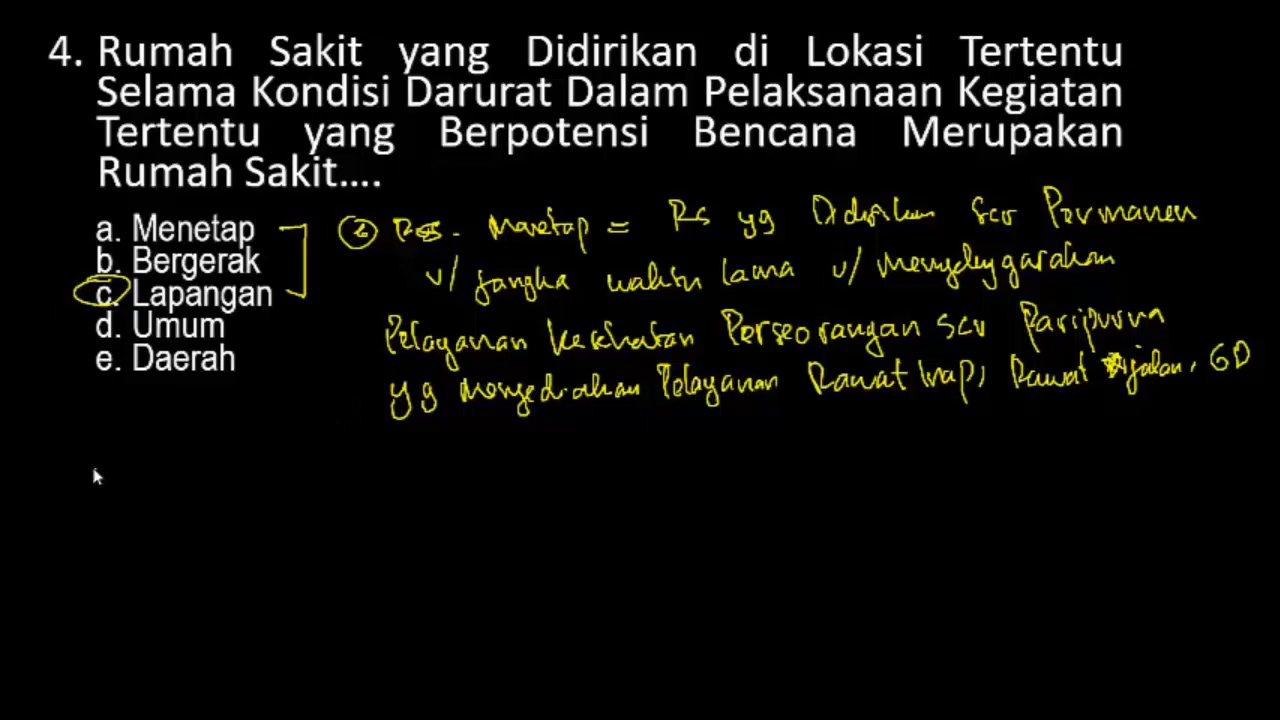 4. Rumah Sakit yang Didirikan di Lokasi Tertentu
Selama Kondisi Darurat Dalam Pelaksanaan Kegiatan
Tertentu yang Berpotensi Bencana Merupakan
Rumah Sakit....
a. Menetap
b. Bergerak
c. Lapangan
d. Umum
e. Daerah
Menetap = RS yg Didirikan scr Permanen
u/ jangka waktu lama u/ menyelenggarakan
Pelayanan Kesehatan Perseorangan scr Paripurna
yg menyediakan Pelayanan Rawat Inap, Rawat jalan, GD